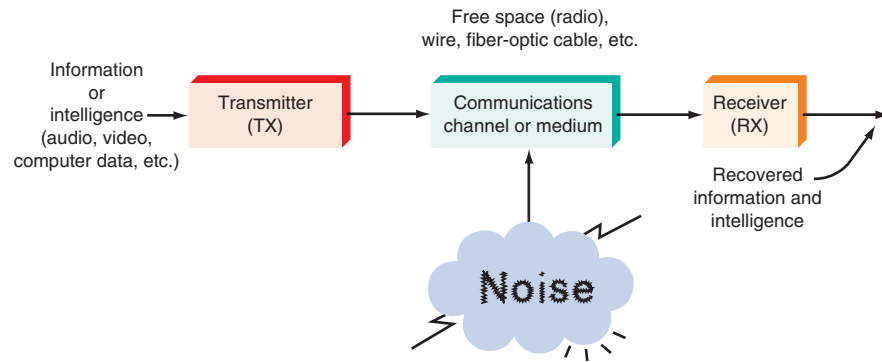 Free space (radio),
wire, fiber-optic cable, etc.
Information
or
intelligence
(audio, video,
computer data, etc.)
Transmitter
(TX)
Communications
channel or medium
Receiver
(RX)
Recovered
information and
intelligence
Noise